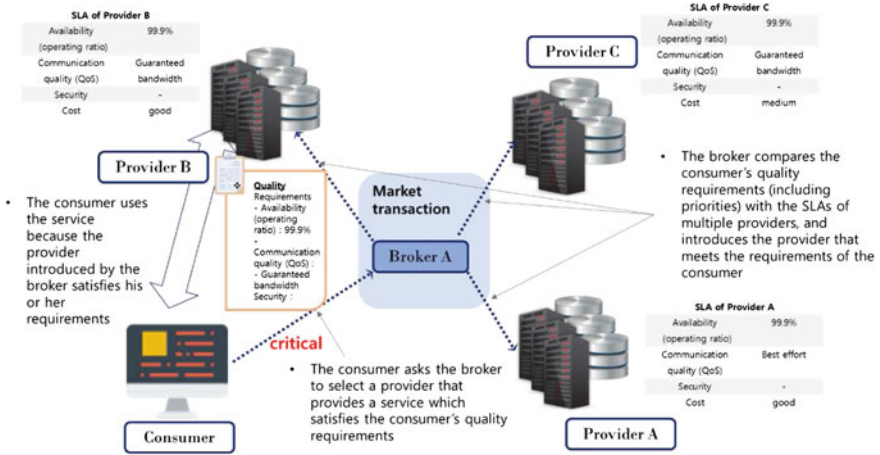 SLA of Provider B
Availability 99.9%
(operating ratio)
Communication Guaranteed
quality (QoS) bandwidth
Security -
Cost good
Provider B
SLA of Provider C
Availability 99.9%
(operating ratio)
Communication Guaranteed
quality (QoS) bandwidth
Security -
Cost medium
Provider C
• The consumer uses
the service
because the
provider
introduced by the
broker satisfies his
or her
requirements
Quality
Requirements
- Availability
(operating
ratio) : 99.9%
-
Communication
quality (QoS) :
- Guaranteed
bandwidth
Security :
Market
transaction
Broker A
• The broker compares the
consumer's quality
requirements (including
priorities) with the SLAs of
multiple providers, and
introduces the provider that
meets the requirements of the
consumer
critical
• The consumer asks the broker
to select a provider that
provides a service which
satisfies the consumer's quality
requirements
Consumer
SLA of Provider A
Availability 99.9%
(operating ratio)
Communication Best effort
quality (QoS)
Security -
Cost good
Provider A